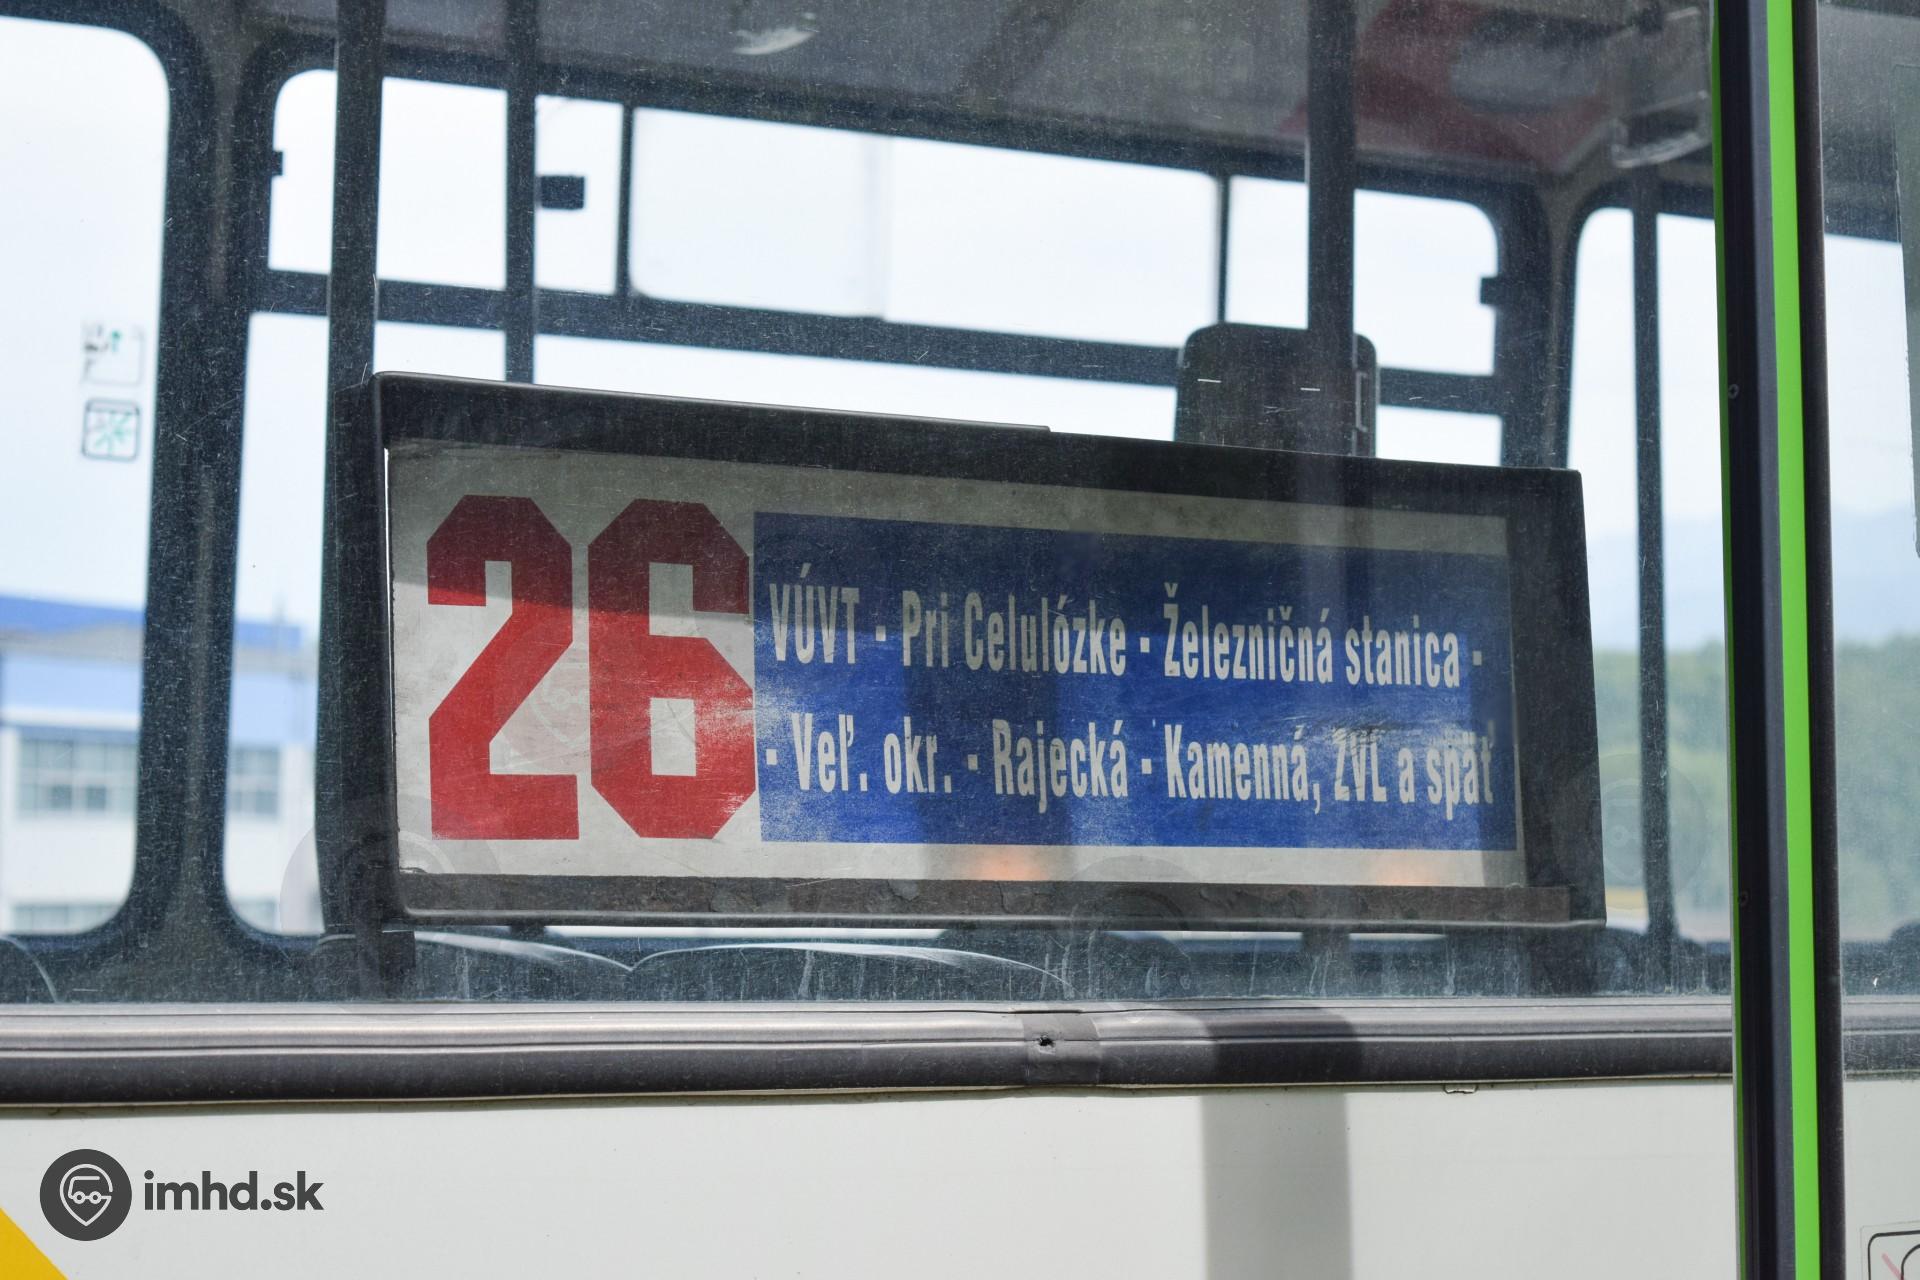 26
VÚVT - Pri Celulózke - Železničná stanica -
- Veľ. okr. - Rajecká - Kamenná, ZVL a späť
imhd.sk